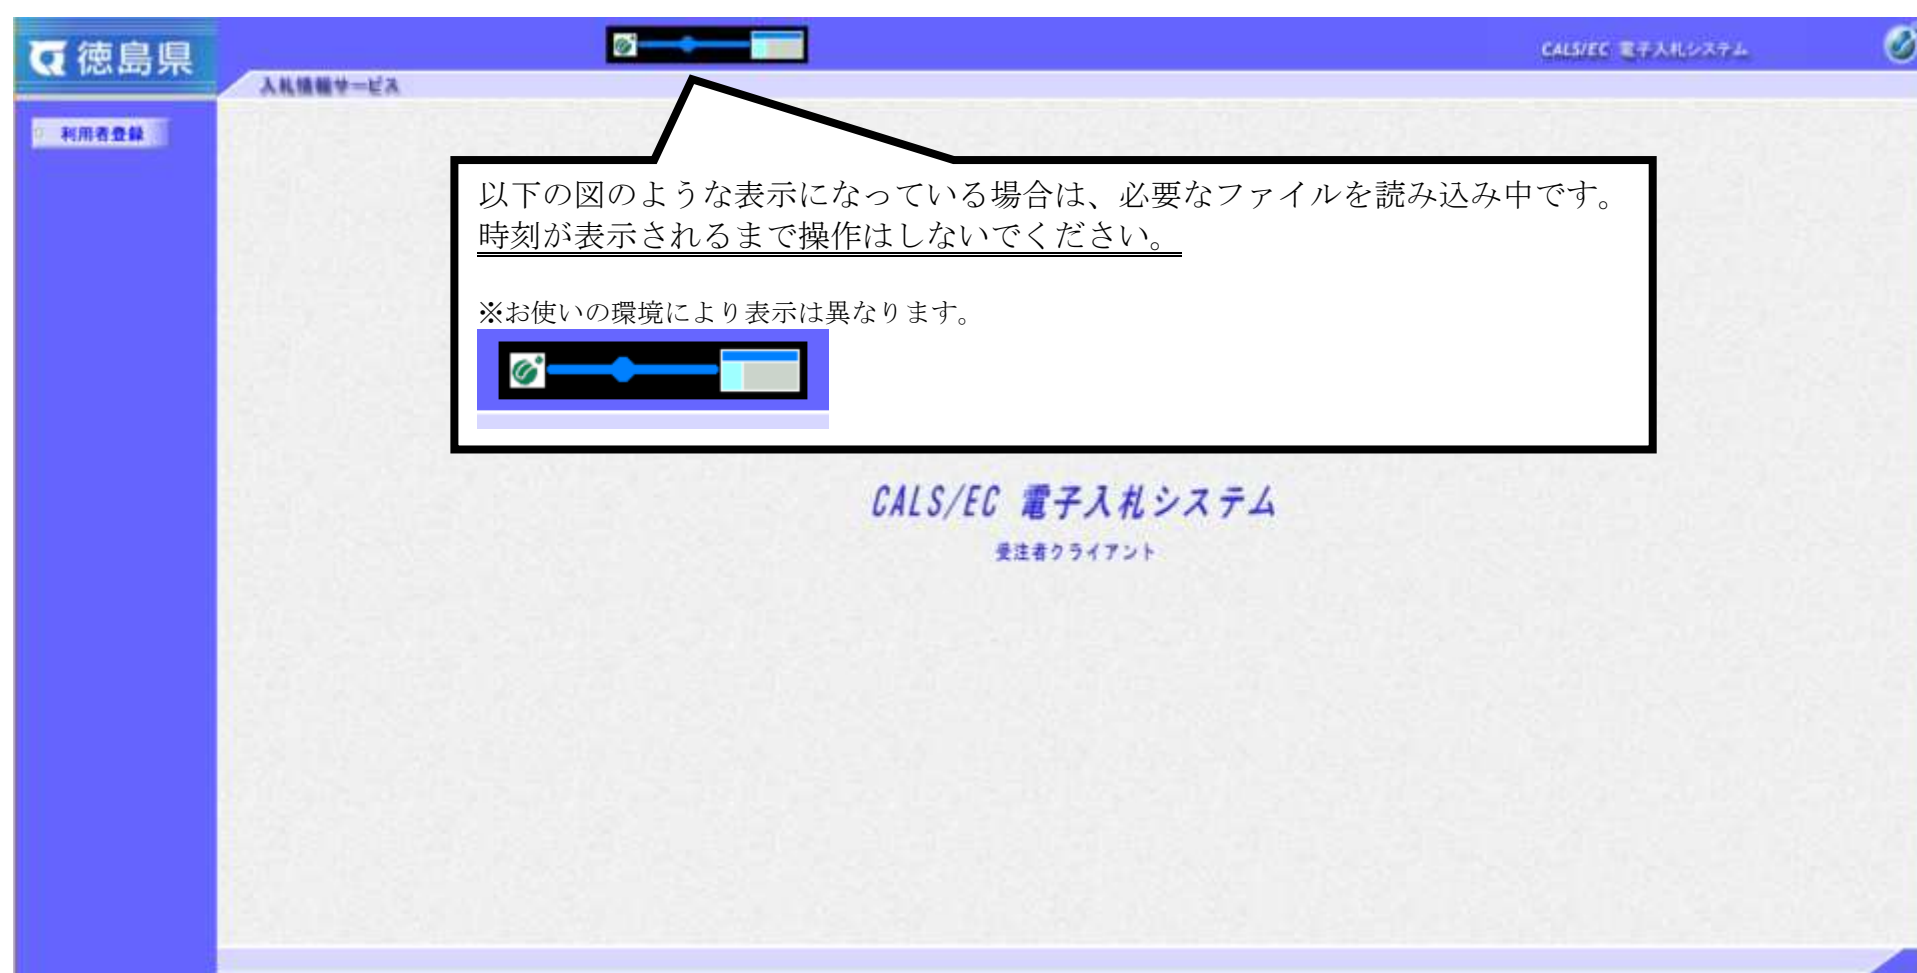 徳島県
CALS/EC 電子入札システム
入札情報サービス
利用者登録
以下の図のような表示になっている場合は、必要なファイルを読み込み中です。
時刻が表示されるまで操作はしないでください。
※お使いの環境により表示は異なります。
CALS/EC 電子入札システム
受注者クライアント